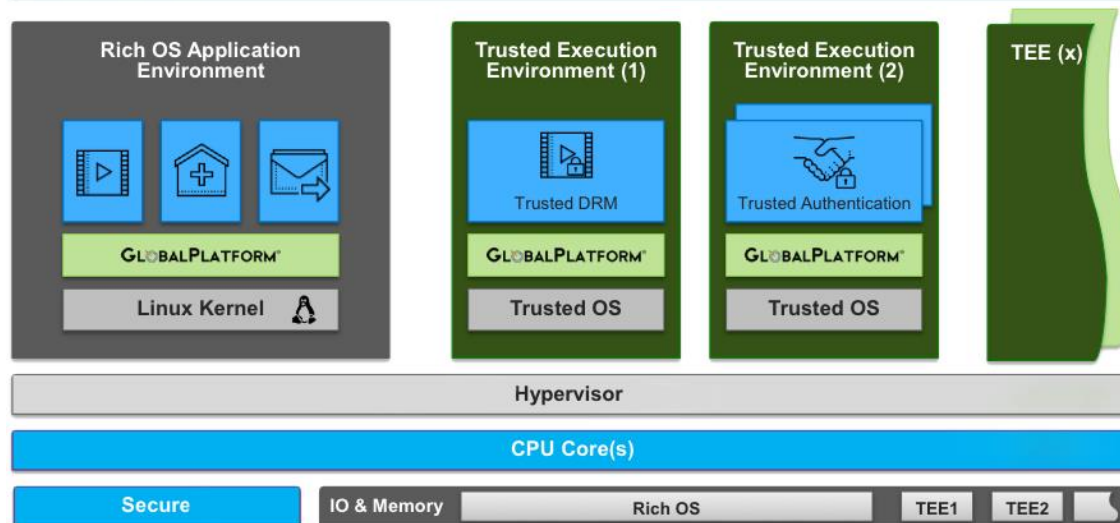 Rich OS Application
Environment
Trusted Execution
Environment (1)
Trusted Execution
Environment (2)
TEE (x)
Trusted DRM
Trusted Authentication
GLOBALPLATFORM®
GLOBALPLATFORM®
GLOBALPLATFORM®
Linux Kernel
Trusted OS
Trusted OS
Hypervisor
CPU Core(s)
Secure
IO & Memory
Rich OS
TEE1
TEE2